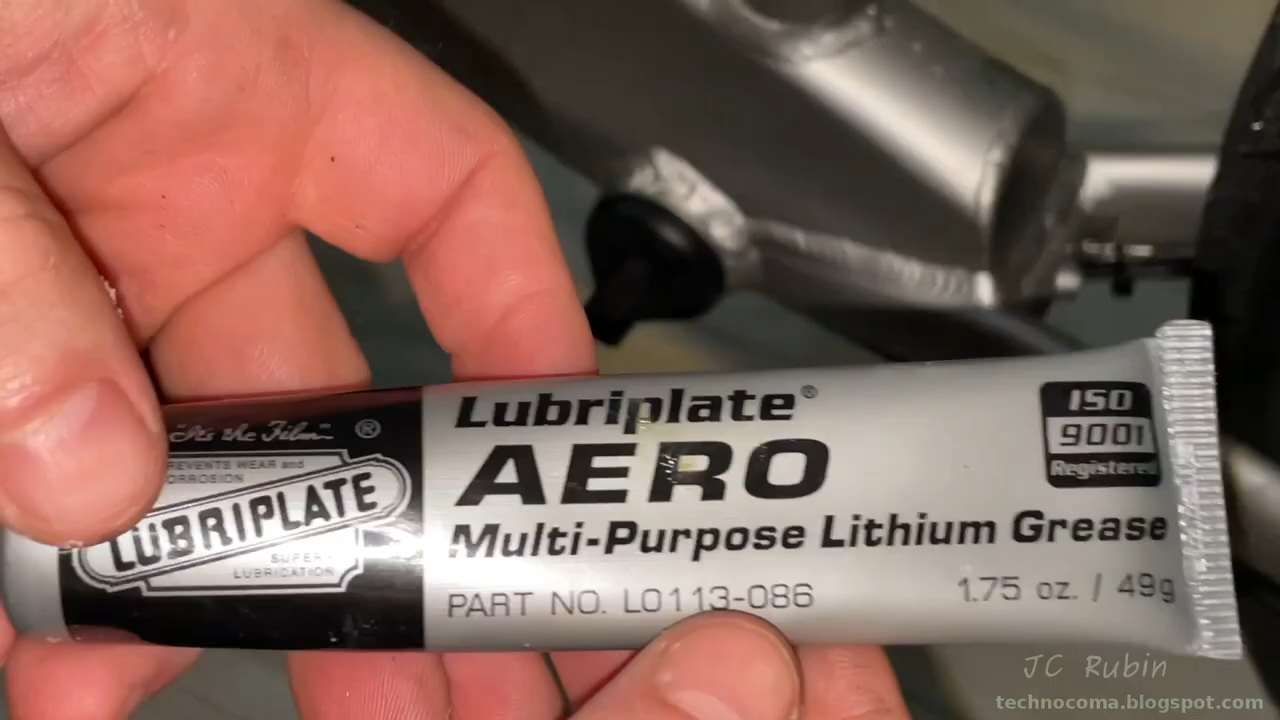 "It's the Film" ®
PREVENTS WEAR and
CORROSION
LUBRIPLATE
SUPER
LUBRICATION
Lubriplate®
AERO
Multi-Purpose Lithium Grease
PART NO. L0113-086
1.75 oz. / 49g
ISO
9001
Registered
JC Rubin
technocoma.blogspot.com